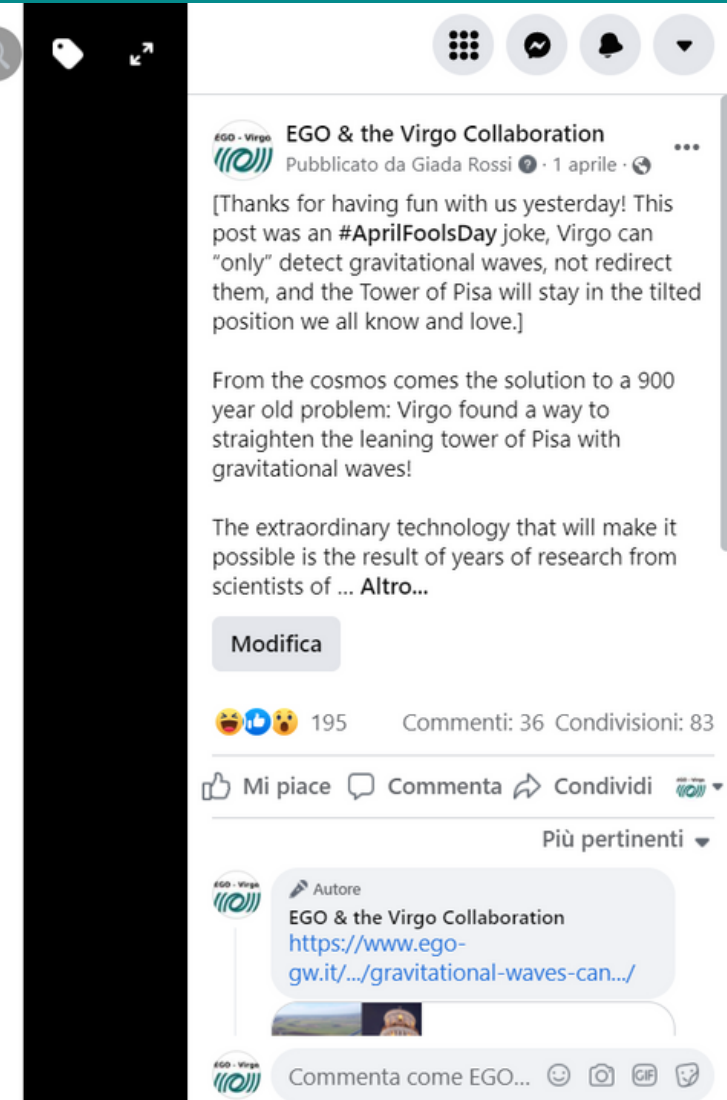 EGO - Virgo
EGO & the Virgo Collaboration
Pubblicato da Giada Rossi ? · 1 aprile ·
[Thanks for having fun with us yesterday! This
post was an #AprilFoolsDay joke, Virgo can
“only” detect gravitational waves, not redirect
them, and the Tower of Pisa will stay in the tilted
position we all know and love.]
From the cosmos comes the solution to a 900
year old problem: Virgo found a way to
straighten the leaning tower of Pisa with
gravitational waves!
The extraordinary technology that will make it
possible is the result of years of research from
scientists of ... Altro...
Modifica
195 Commenti: 36 Condivisioni: 83
Mi piace Commenta Condividi
Più pertinenti
EGO - Virgo
Autore
EGO & the Virgo Collaboration
https://www.ego-
gw.it/.../gravitational-waves-can.../
EGO - Virgo
Commenta come EGO... GIF